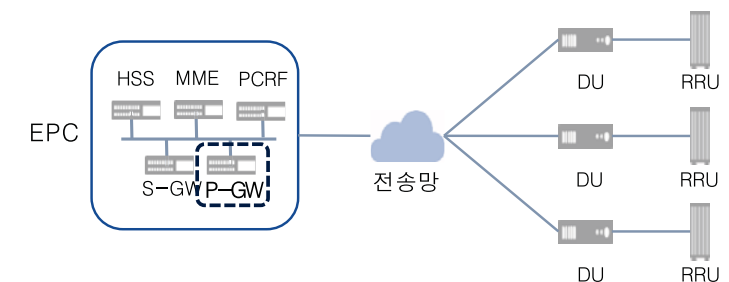 HSS MME PCRF
EPC
S-GW P-GW
전송망
DU RRU
DU RRU
DU RRU